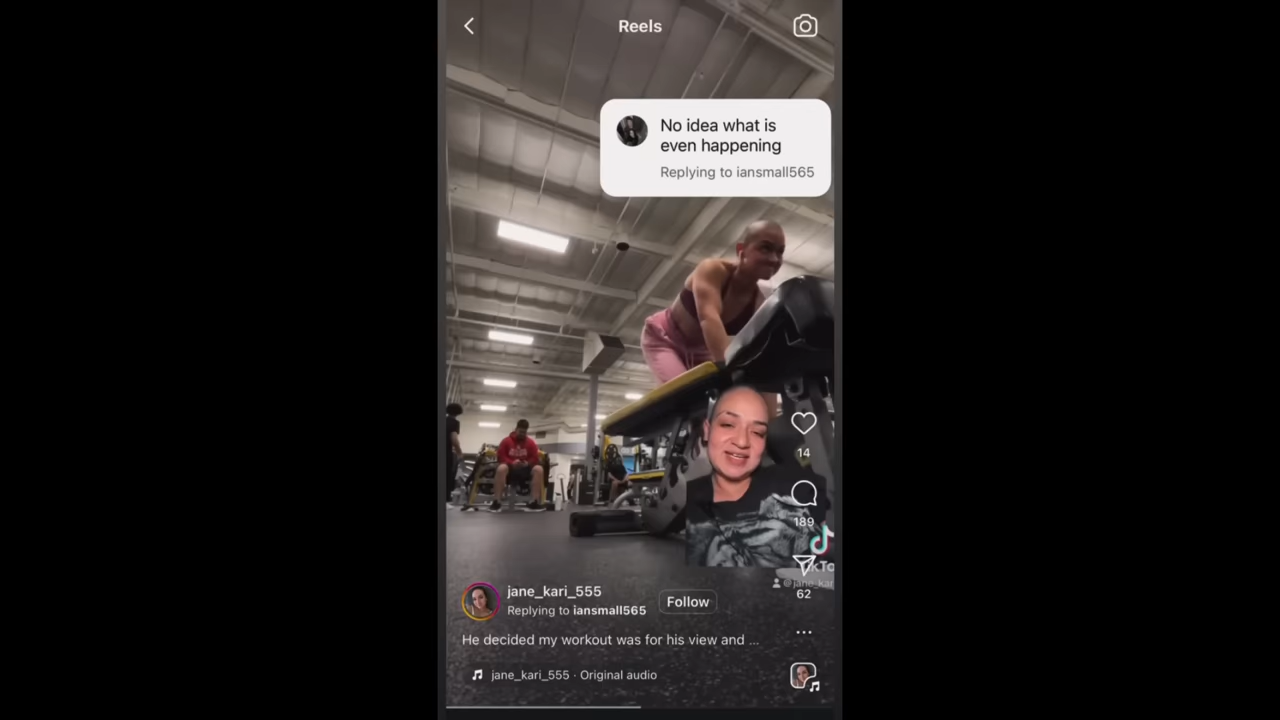 Reels
No idea what is
even happening
Replying to iansmall565
14
189
62
jane_kari_555
Replying to iansmall565
Follow
He decided my workout was for his view and ...
jane_kari_555 · Original audio